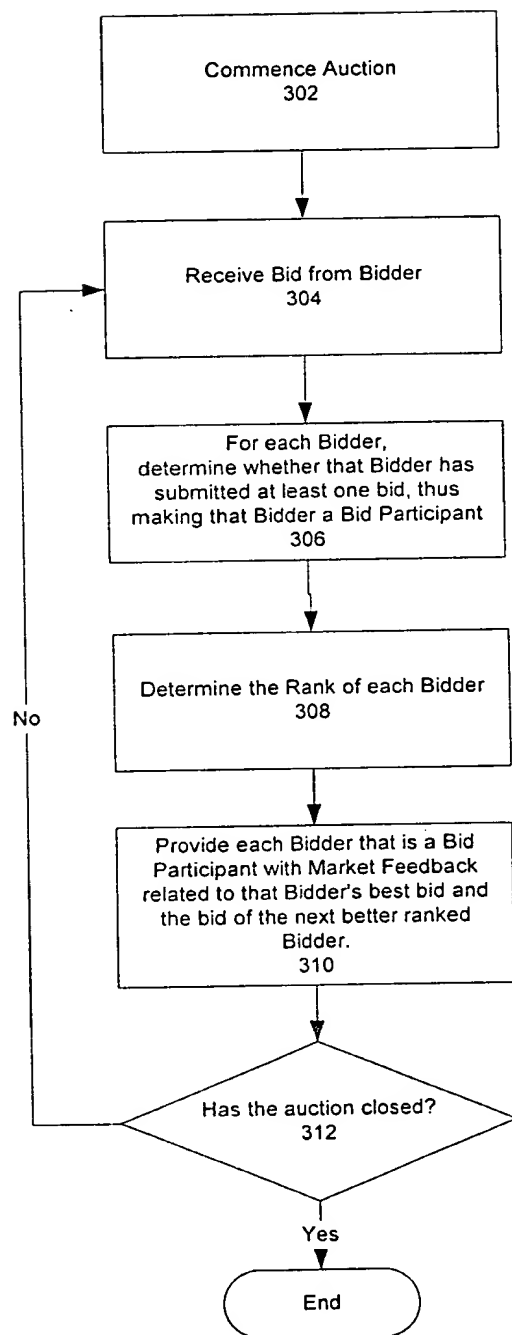 Commence Auction
302
Receive Bid from Bidder
304
For each Bidder,
determine whether that Bidder has
submitted at least one bid, thus
making that Bidder a Bid Participant
306
Determine the Rank of each Bidder
308
No
Provide each Bidder that is a Bid
Participant with Market Feedback
related to that Bidder's best bid and
the bid of the next better ranked
Bidder.
310
Has the auction closed?
312
Yes
End